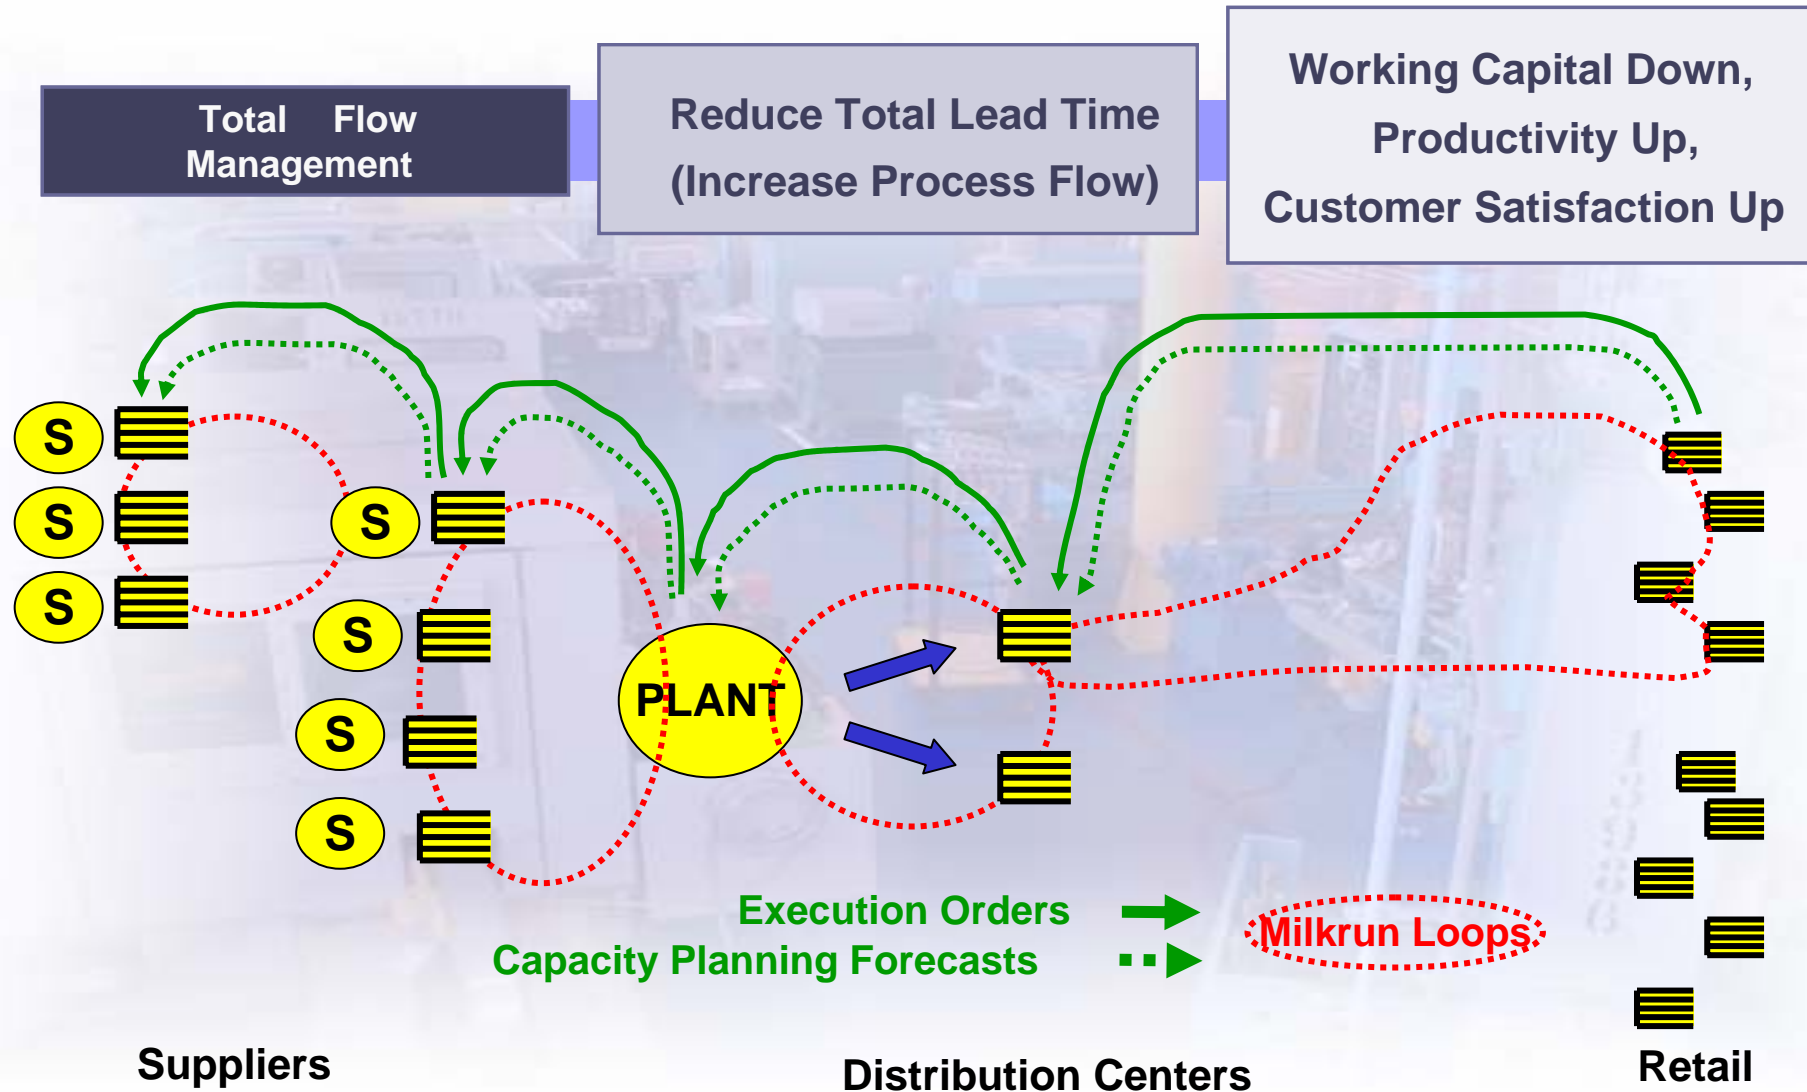 Total Flow
Management
Reduce Total Lead Time
(Increase Process Flow)
Working Capital Down,
Productivity Up,
Customer Satisfaction Up
S
S
S
S
S
S
S
PLANT
Execution Orders
Capacity Planning Forecasts
Milkrun Loops
Suppliers
Distribution Centers
Retail